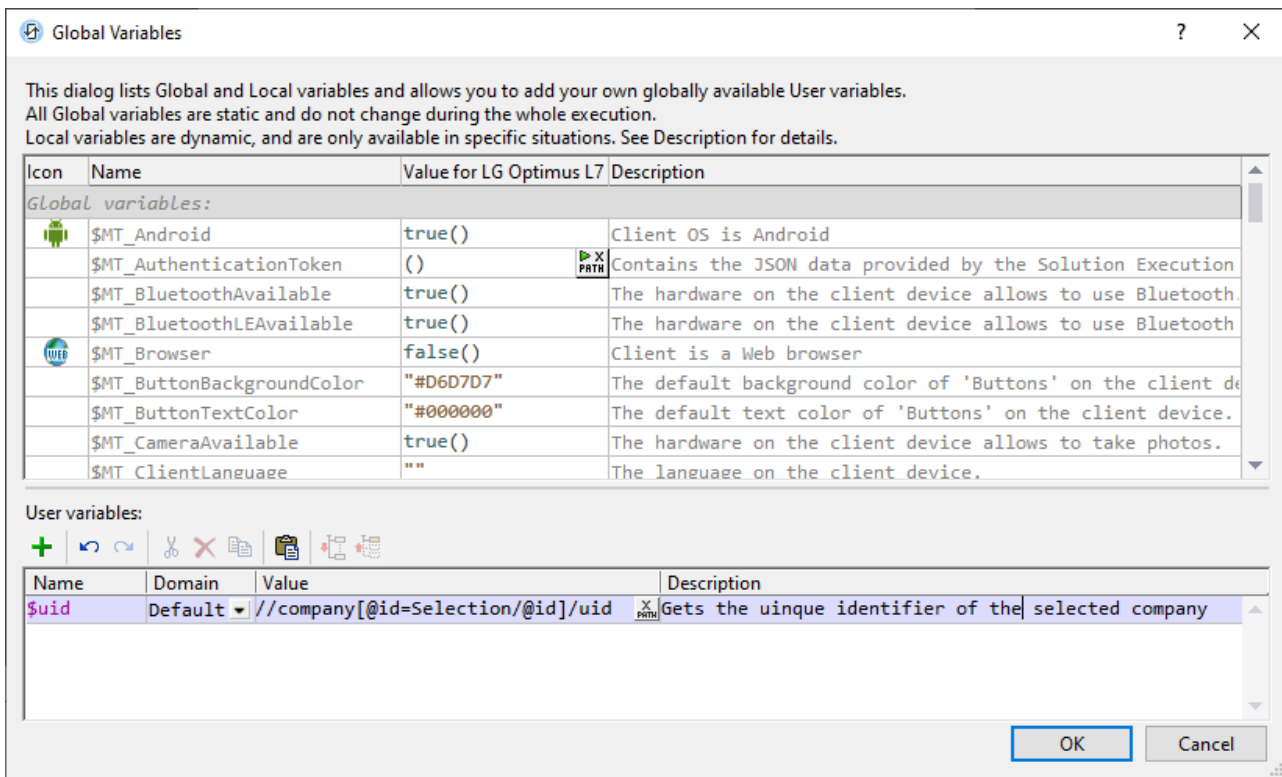 Global Variables ?
This dialog lists Global and Local variables and allows you to add your own globally available User variables.
All Global variables are static and do not change during the whole execution.
Local variables are dynamic, and are only available in specific situations. See Description for details.
Icon Name Value for LG Optimus L7 Description
Global variables:
$MT_Android true() Client OS is Android
$MT_AuthenticationToken () X PATH Contains the JSON data provided by the Solution Execution
$MT_BluetoothAvailable true() The hardware on the client device allows to use Bluetooth.
$MT_BluetoothLEAvailable true() The hardware on the client device allows to use Bluetooth
WEB $MT_Browser false() Client is a Web browser
$MT_ButtonBackgroundColor "#D6D7D7" The default background color of 'Buttons' on the client de
$MT_ButtonTextColor "#000000" The default text color of 'Buttons' on the client device.
$MT_CameraAvailable true() The hardware on the client device allows to take photos.
$MT_ClientLanguage "" The language on the client device.
User variables:
Name Domain Value Description
$uid Default //company[@id=Selection/@id]/uid X PATH Gets the uinque identifier of the selected company
OK Cancel